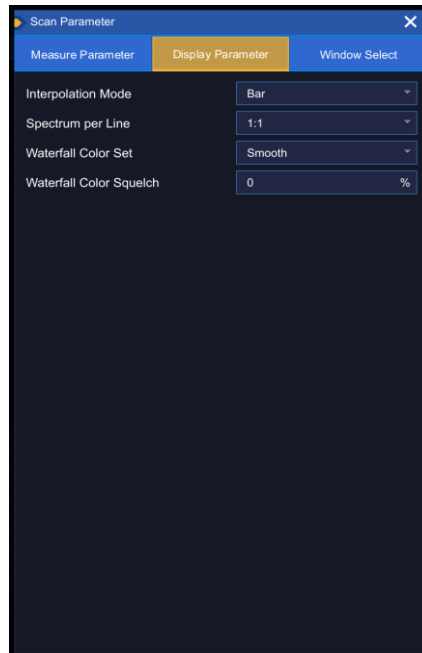 Scan Parameter
Measure Parameter Display Parameter Window Select
Interpolation Mode Bar
Spectrum per Line 1:1
Waterfall Color Set Smooth
Waterfall Color Squelch 0 %